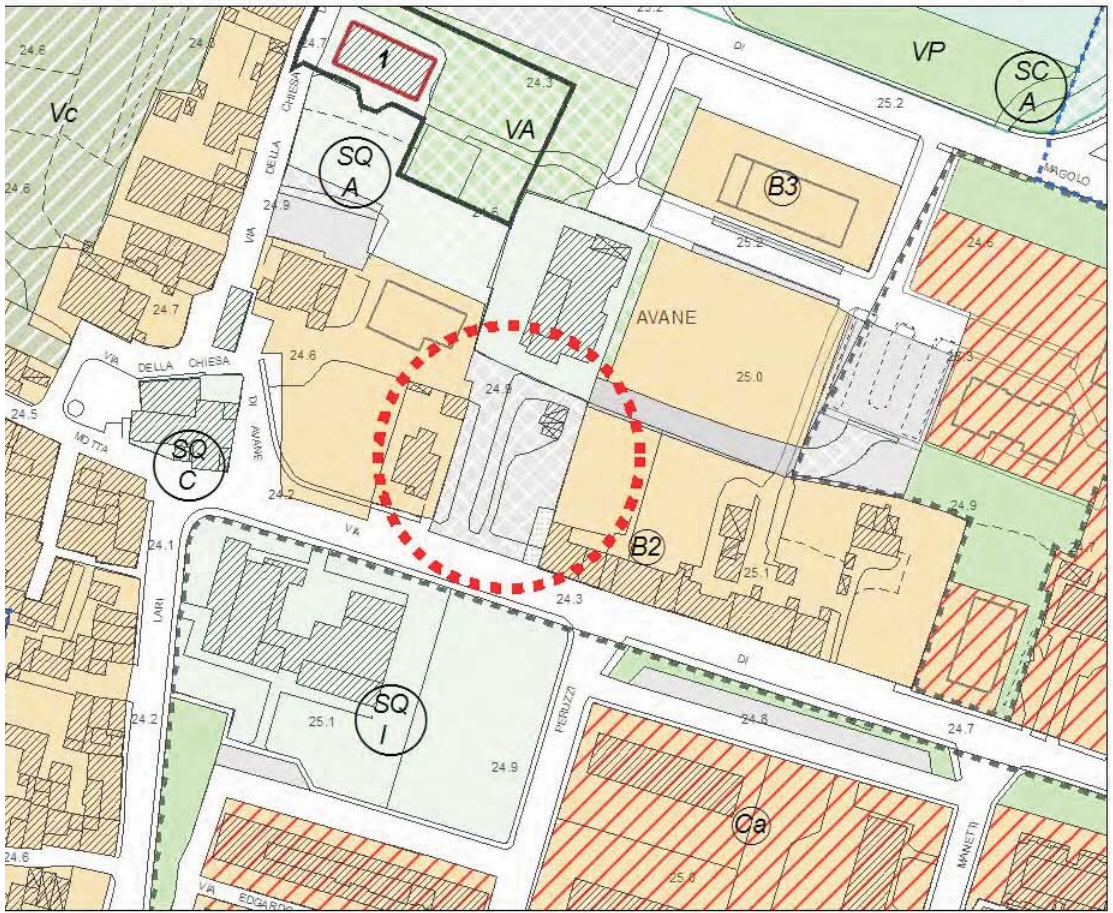 25.2
24.6
24.7
1
24.3
DI
VP
SC
A
Vc
CHIESA
25.2
VA
MAGOLO
SQ
A
DELLA
B3
24.6
24.9
VIA
25.2
24.6
24.7
AVANE
24.6
25.3
VIA
DELLA CHIESA
24.9
25.0
24.5
MOTTA
DI AVANE
SQ
C
24.9
24.2
VIA
24.1
B2
25.1
24.3
LARI
DI
SQ
I
25.1
24.2
PERUZZI
24.8
24.7
24.9
Ca
MANETTI
24.6
25.0
VIA